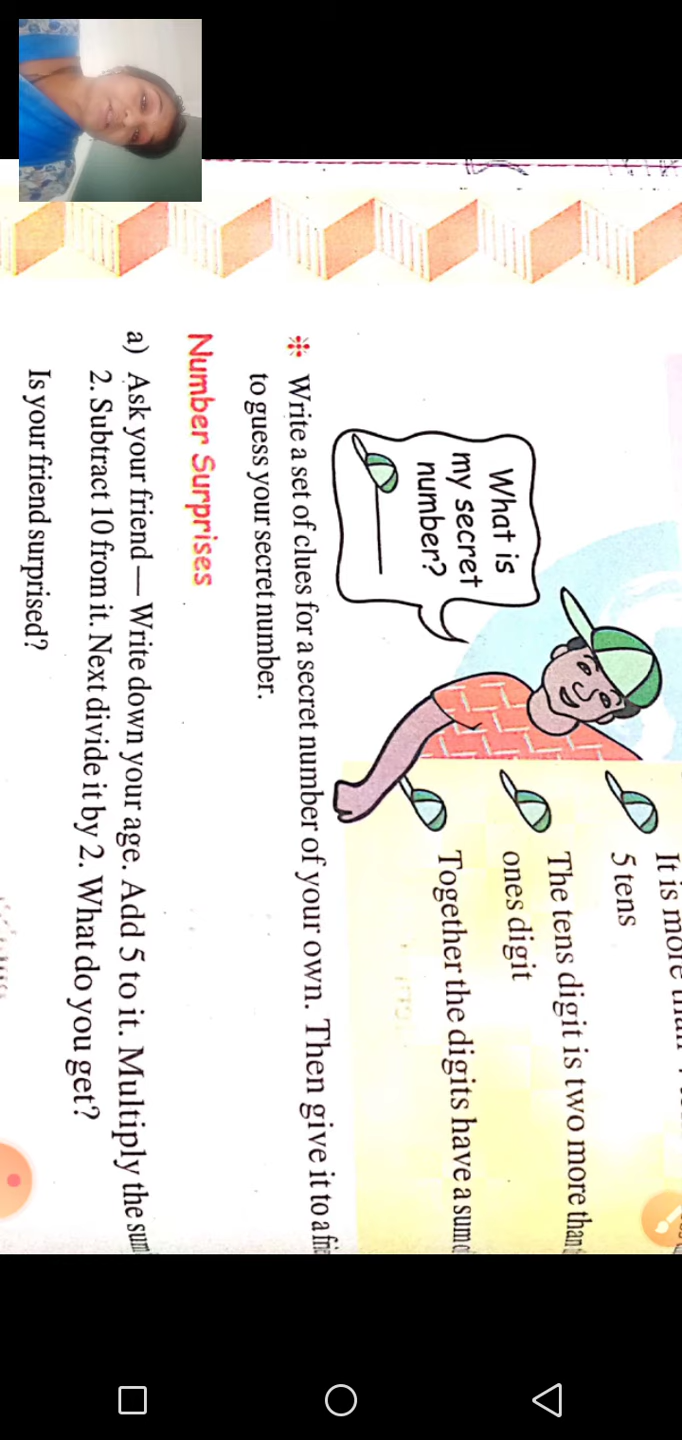 It is more than
5 tens
The tens digit is two more than
ones digit
Together the digits have a sum
What is
my secret
number?
Write a set of clues for a secret number of your own. Then give it to a
to guess your secret number.
Number Surprises
a) Ask your friend — Write down your age. Add 5 to it. Multiply the sum
2. Subtract 10 from it. Next divide it by 2. What do you get?
Is your friend surprised?